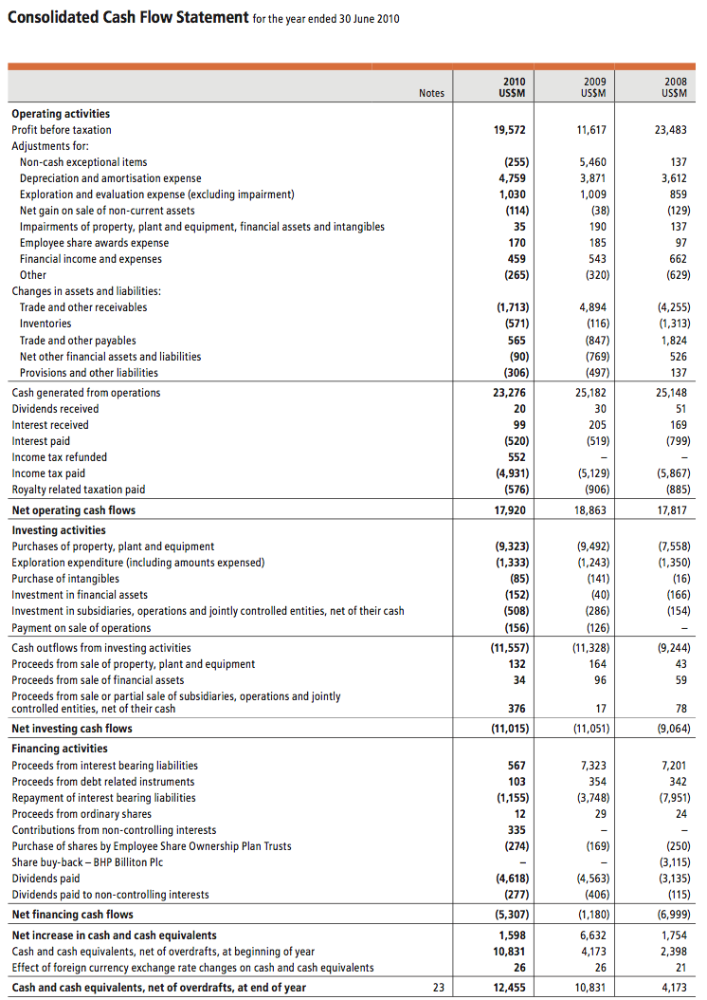 Consolidated Cash Flow Statement for the year ended 30 June 2010
Notes 2010 US$M 2009 US$M 2008 US$M
Operating activities
Profit before taxation 19,572 11,617 23,483
Adjustments for:
Non-cash exceptional items (255) 5,460 137
Depreciation and amortisation expense 4,759 3,871 3,612
Exploration and evaluation expense (excluding impairment) 1,030 1,009 859
Net gain on sale of non-current assets (114) (38) (129)
Impairments of property, plant and equipment, financial assets and intangibles 35 190 137
Employee share awards expense 170 185 97
Financial income and expenses 459 543 662
Other (265) (320) (629)
Changes in assets and liabilities:
Trade and other receivables (1,713) 4,894 (4,255)
Inventories (571) (116) (1,313)
Trade and other payables 565 (847) 1,824
Net other financial assets and liabilities (90) (769) 526
Provisions and other liabilities (306) (497) 137
Cash generated from operations 23,276 25,182 25,148
Dividends received 20 30 51
Interest received 99 205 169
Interest paid (520) (519) (799)
Income tax refunded 552 – –
Income tax paid (4,931) (5,129) (5,867)
Royalty related taxation paid (576) (906) (885)
Net operating cash flows 17,920 18,863 17,817
Investing activities
Purchases of property, plant and equipment (9,323) (9,492) (7,558)
Exploration expenditure (including amounts expensed) (1,333) (1,243) (1,350)
Purchase of intangibles (85) (141) (16)
Investment in financial assets (152) (40) (166)
Investment in subsidiaries, operations and jointly controlled entities, net of their cash (508) (286) (154)
Payment on sale of operations (156) (126) –
Cash outflows from investing activities (11,557) (11,328) (9,244)
Proceeds from sale of property, plant and equipment 132 164 43
Proceeds from sale of financial assets 34 96 59
Proceeds from sale or partial sale of subsidiaries, operations and jointly
controlled entities, net of their cash 376 17 78
Net investing cash flows (11,015) (11,051) (9,064)
Financing activities
Proceeds from interest bearing liabilities 567 7,323 7,201
Proceeds from debt related instruments 103 354 342
Repayment of interest bearing liabilities (1,155) (3,748) (7,951)
Proceeds from ordinary shares 12 29 24
Contributions from non-controlling interests 335 – –
Purchase of shares by Employee Share Ownership Plan Trusts (274) (169) (250)
Share buy-back – BHP Billiton Plc – – (3,115)
Dividends paid (4,618) (4,563) (3,135)
Dividends paid to non-controlling interests (277) (406) (115)
Net financing cash flows (5,307) (1,180) (6,999)
Net increase in cash and cash equivalents 1,598 6,632 1,754
Cash and cash equivalents, net of overdrafts, at beginning of year 10,831 4,173 2,398
Effect of foreign currency exchange rate changes on cash and cash equivalents 26 26 21
Cash and cash equivalents, net of overdrafts, at end of year 23 12,455 10,831 4,173